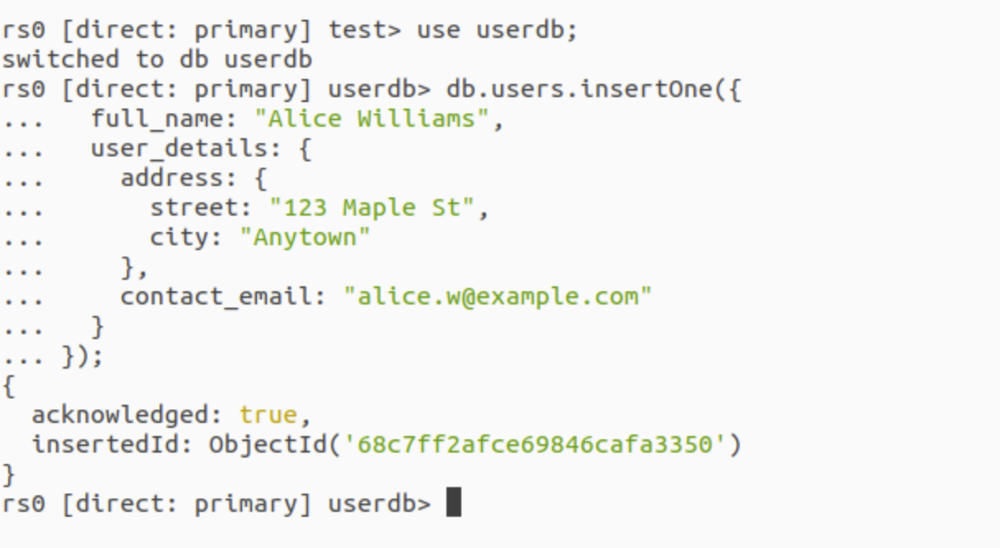 rs0 [direct: primary] test> use userdb;
switched to db userdb
rs0 [direct: primary] userdb> db.users.insertOne({
...   full_name: "Alice Williams",
...   user_details: {
...     address: {
...       street: "123 Maple St",
...       city: "Anytown"
...     },
...     contact_email: "alice.w@example.com"
...   }
... });
{
  acknowledged: true,
  insertedId: ObjectId('68c7ff2afce69846cafa3350')
}
rs0 [direct: primary] userdb>